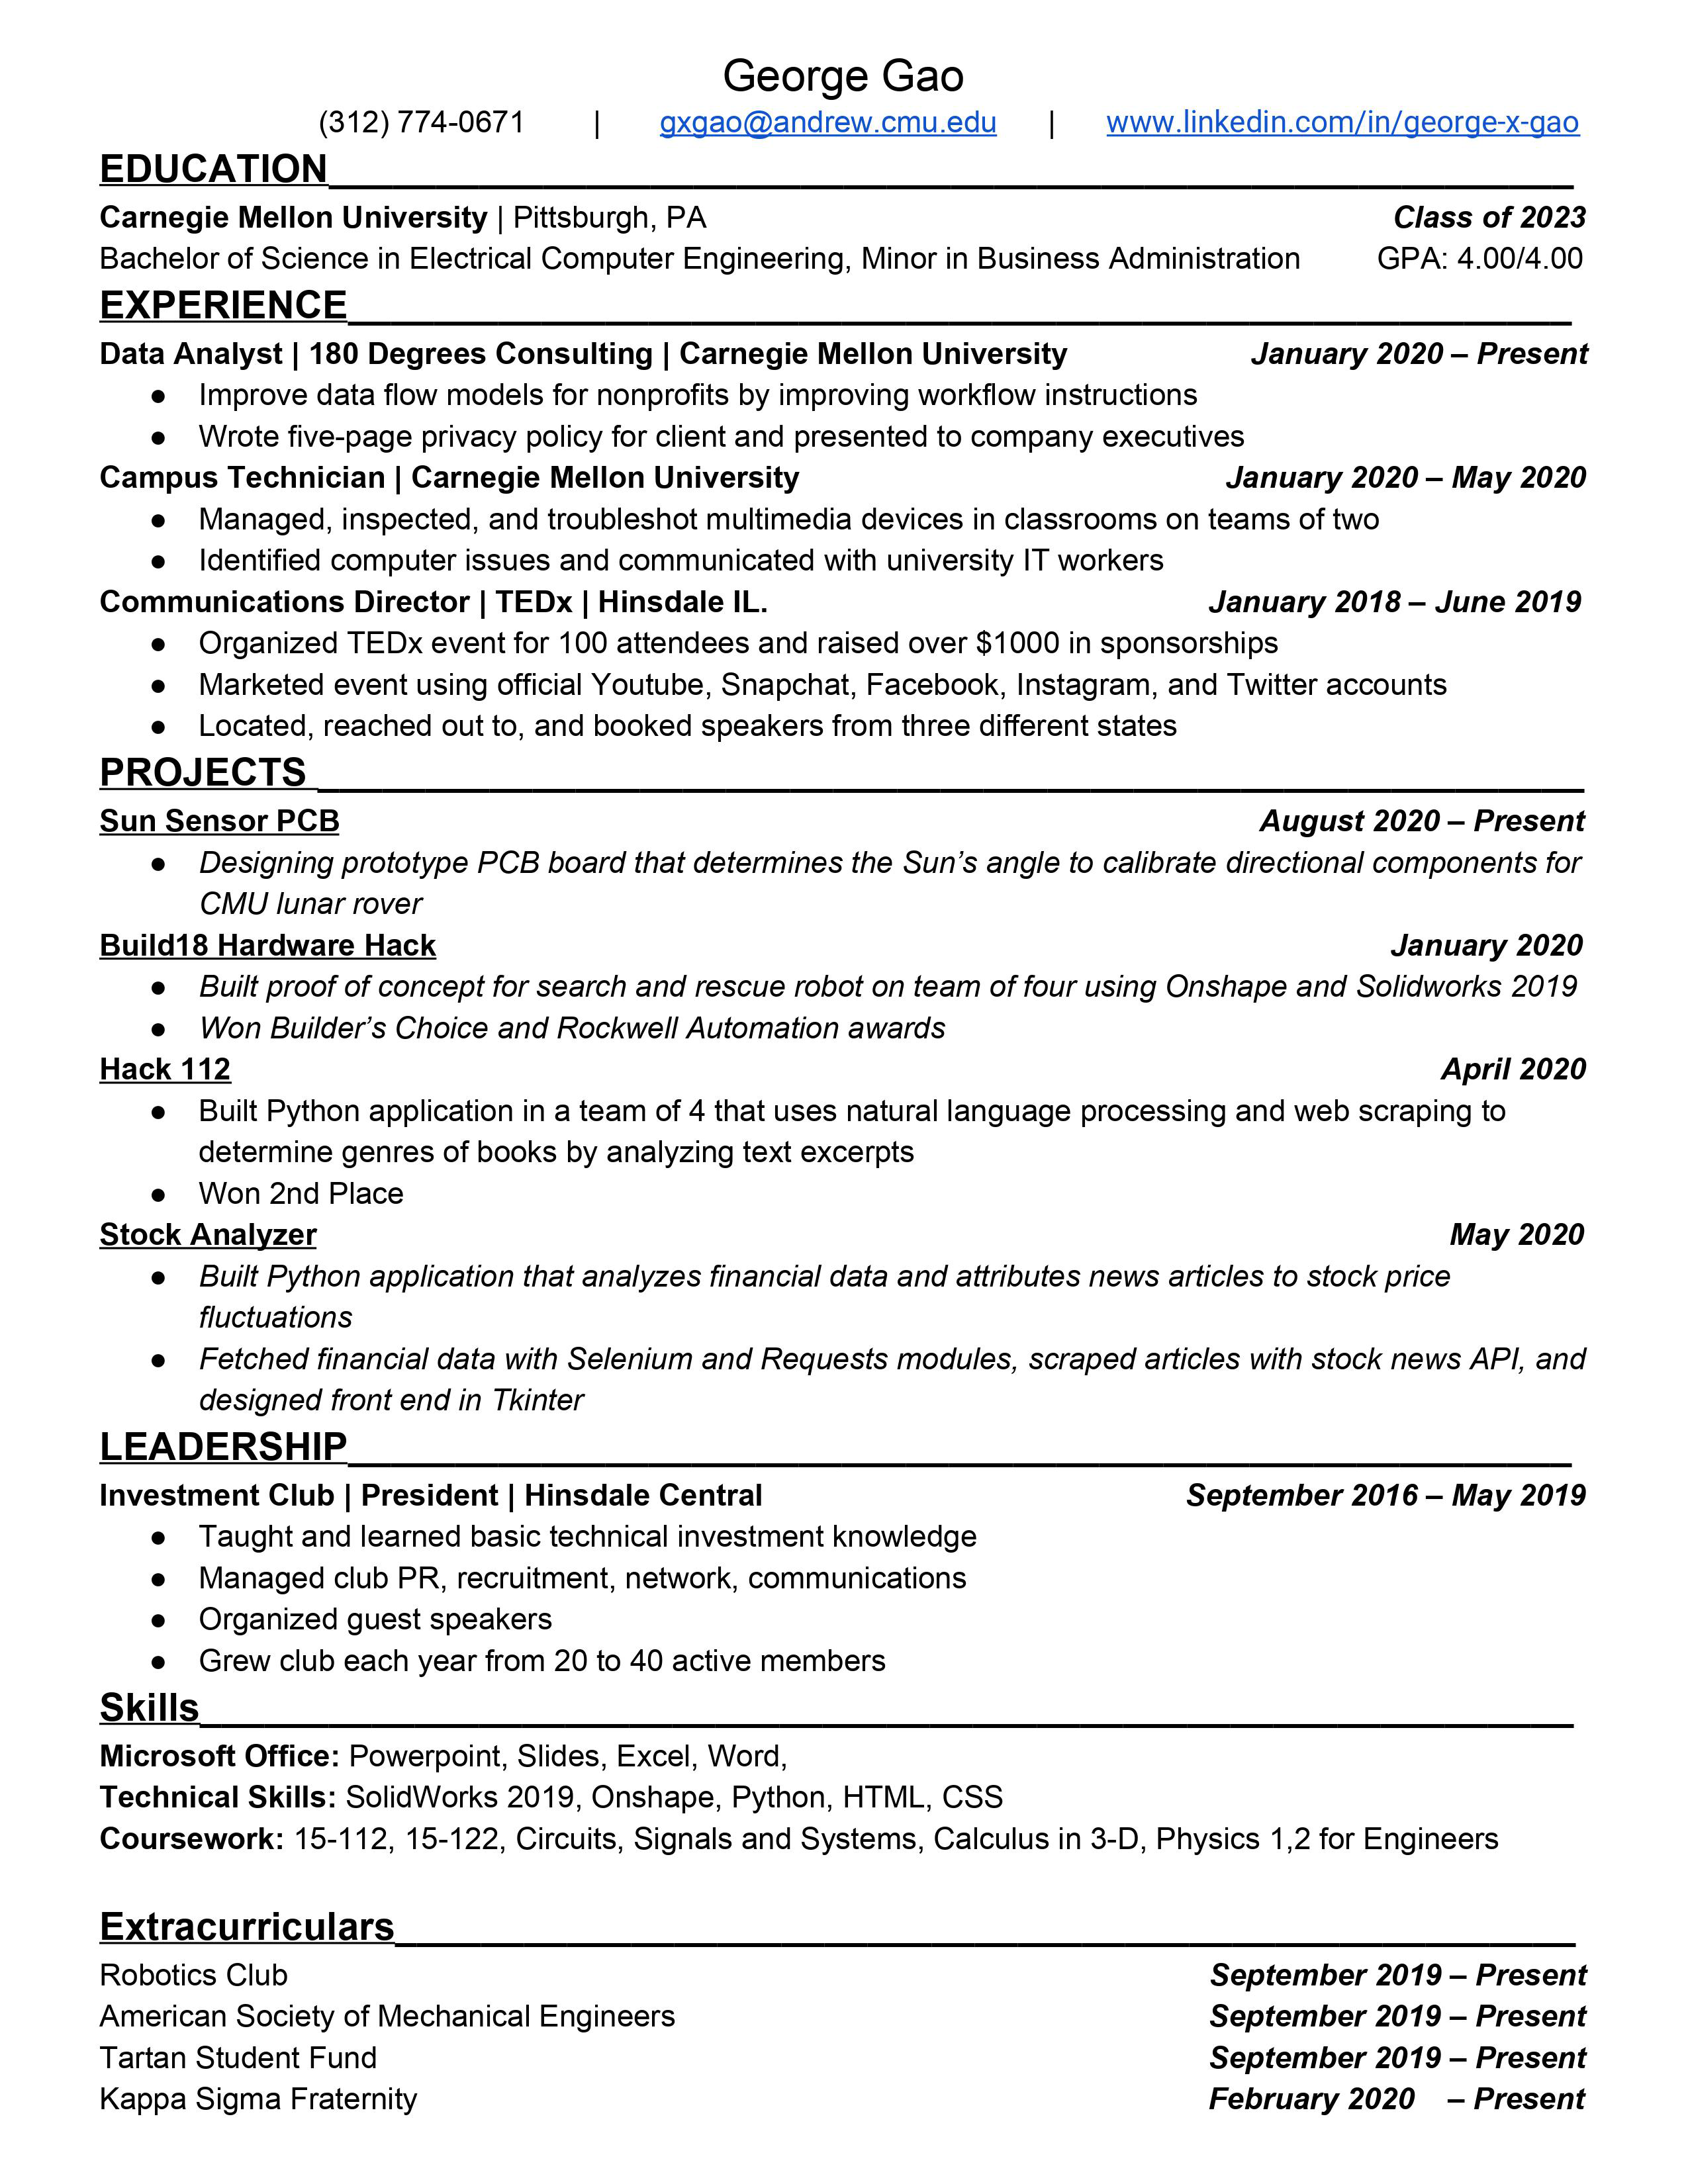 George Gao
(312) 774-0671 | gxgao@andrew.cmu.edu | www.linkedin.com/in/george-x-gao
EDUCATION
Carnegie Mellon University | Pittsburgh, PA Class of 2023
Bachelor of Science in Electrical Computer Engineering, Minor in Business Administration GPA: 4.00/4.00
EXPERIENCE
Data Analyst | 180 Degrees Consulting | Carnegie Mellon University January 2020 – Present
● Improve data flow models for nonprofits by improving workflow instructions
● Wrote five-page privacy policy for client and presented to company executives
Campus Technician | Carnegie Mellon University January 2020 – May 2020
● Managed, inspected, and troubleshot multimedia devices in classrooms on teams of two
● Identified computer issues and communicated with university IT workers
Communications Director | TEDx | Hinsdale IL. January 2018 – June 2019
● Organized TEDx event for 100 attendees and raised over $1000 in sponsorships
● Marketed event using official Youtube, Snapchat, Facebook, Instagram, and Twitter accounts
● Located, reached out to, and booked speakers from three different states
PROJECTS
Sun Sensor PCB August 2020 – Present
● Designing prototype PCB board that determines the Sun’s angle to calibrate directional components for
CMU lunar rover
Build18 Hardware Hack January 2020
● Built proof of concept for search and rescue robot on team of four using Onshape and Solidworks 2019
● Won Builder’s Choice and Rockwell Automation awards
Hack 112 April 2020
● Built Python application in a team of 4 that uses natural language processing and web scraping to
determine genres of books by analyzing text excerpts
● Won 2nd Place
Stock Analyzer May 2020
● Built Python application that analyzes financial data and attributes news articles to stock price
fluctuations
● Fetched financial data with Selenium and Requests modules, scraped articles with stock news API, and
designed front end in Tkinter
LEADERSHIP
Investment Club | President | Hinsdale Central September 2016 – May 2019
● Taught and learned basic technical investment knowledge
● Managed club PR, recruitment, network, communications
● Organized guest speakers
● Grew club each year from 20 to 40 active members
Skills
Microsoft Office: Powerpoint, Slides, Excel, Word,
Technical Skills: SolidWorks 2019, Onshape, Python, HTML, CSS
Coursework: 15-112, 15-122, Circuits, Signals and Systems, Calculus in 3-D, Physics 1,2 for Engineers
Extracurriculars
Robotics Club September 2019 – Present
American Society of Mechanical Engineers September 2019 – Present
Tartan Student Fund September 2019 – Present
Kappa Sigma Fraternity February 2020 – Present